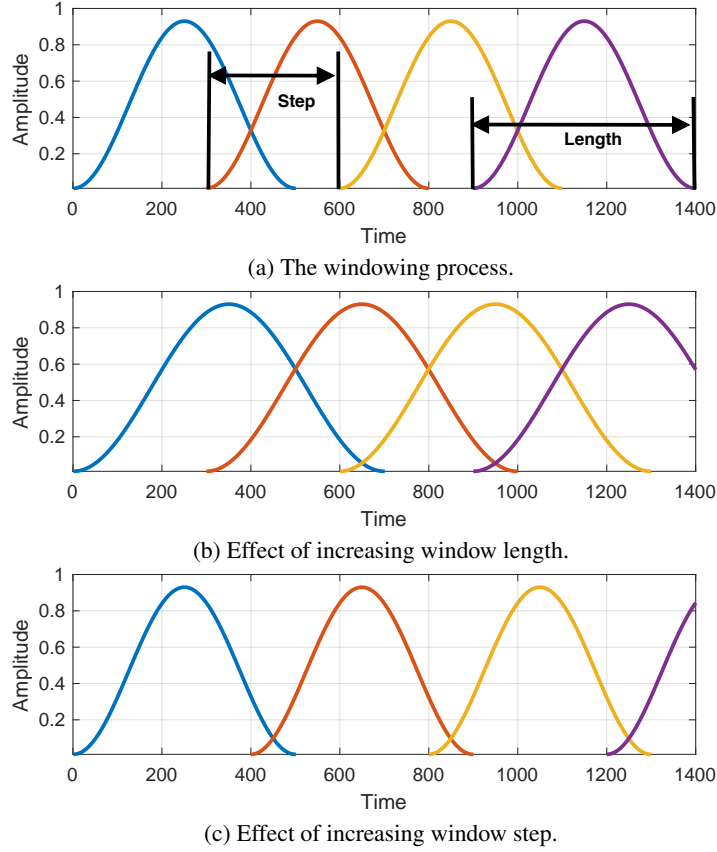 1
0.8
0.6
0.4
0.2
Amplitude
Step
Length
0 200 400 600 800 1000 1200 1400
Time
(a) The windowing process.
1
0.8
0.6
0.4
0.2
Amplitude
0 200 400 600 800 1000 1200 1400
Time
(b) Effect of increasing window length.
1
0.8
0.6
0.4
0.2
Amplitude
0 200 400 600 800 1000 1200 1400
Time
(c) Effect of increasing window step.